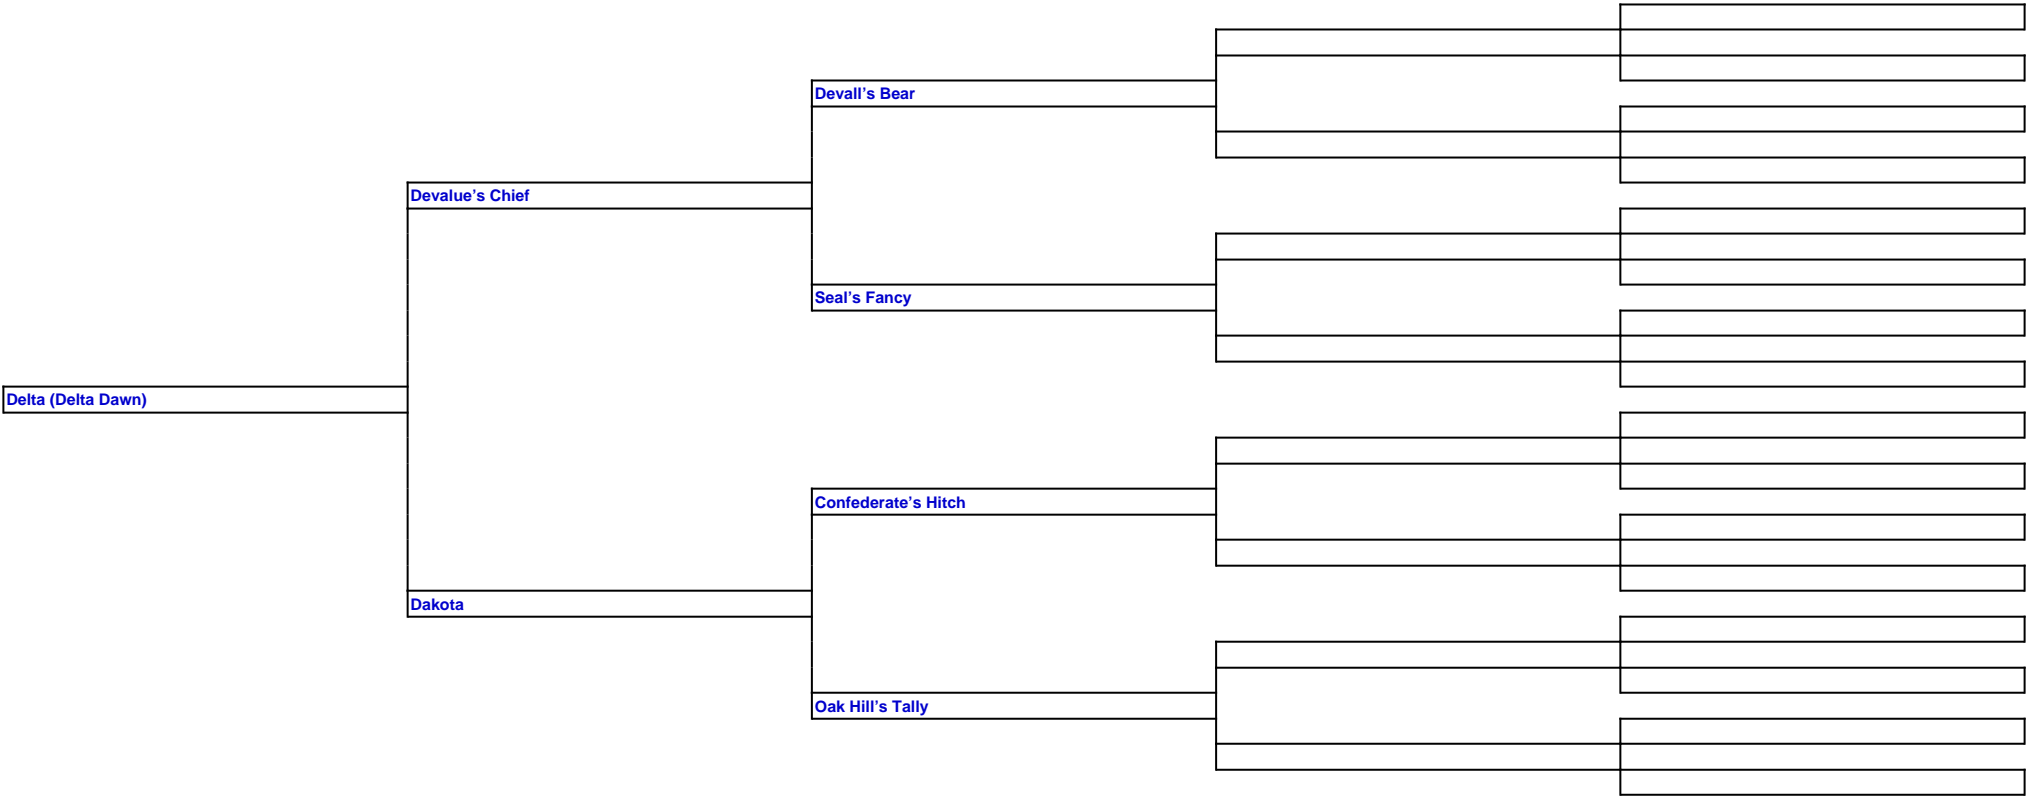 Devall’s Bear
Devalue’s Chief
Seal’s Fancy
Delta (Delta Dawn)
Confederate’s Hitch
Dakota
Oak Hill’s Tally